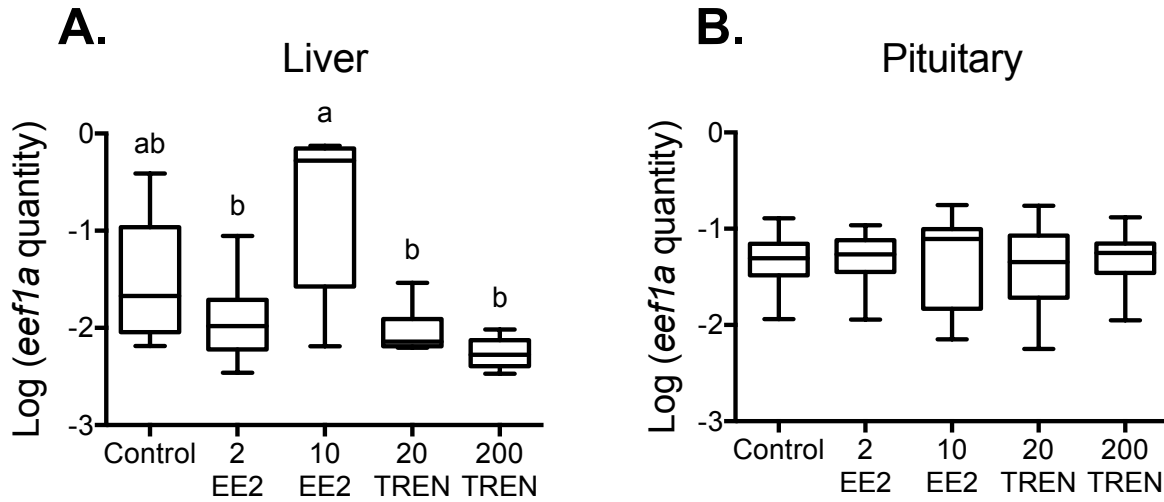 A.
Liver
Log (eef1a quantity)
0
-1
-2
-3
ab
b
a
b
b
Control
2
EE2
10
EE2
20
TREN
200
TREN
B.
Pituitary
Log (eef1a quantity)
0
-1
-2
-3
Control
2
EE2
10
EE2
20
TREN
200
TREN